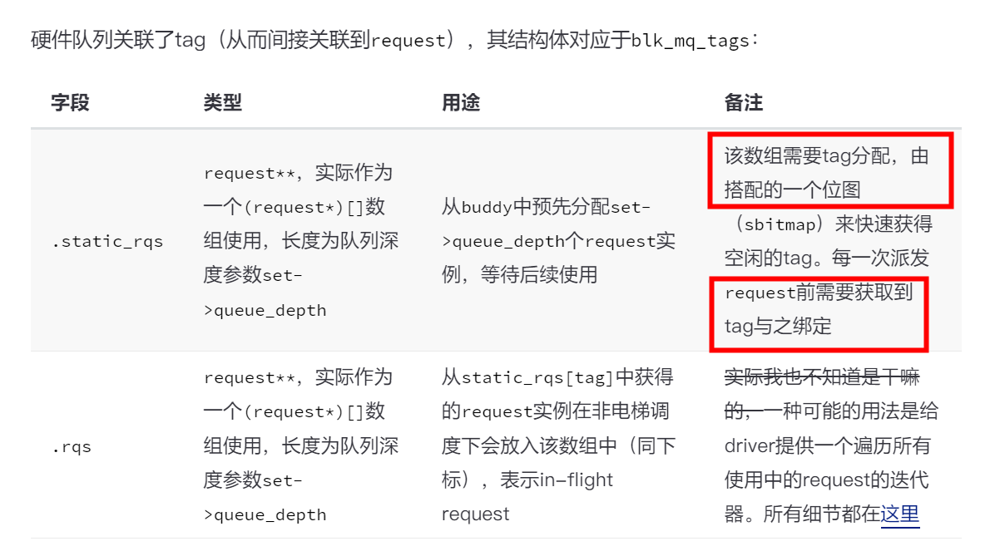 硬件队列关联了tag（从而间接关联到request），其结构体对应于blk_mq_tags：
字段 类型 用途 备注
.static_rqs
request**，实际作为
一个(request*)[]数
组使用，长度为队列深
度参数set-
>queue_depth
从buddy中预先分配set-
>queue_depth个request实
例，等待后续使用
该数组需要tag分配，由
搭配的一个位图
（sbitmap）来快速获得
空闲的tag。每一次派发
request前需要获取到
tag与之绑定
.rqs
request**，实际作为
一个(request*)[]数
组使用，长度为队列深
度参数set-
>queue_depth
从static_rqs[tag]中获得
的request实例在非电梯调
度下会放入该数组中（同下
标），表示in-flight
request
实际我也不知道是干嘛
的，一种可能的用法是给
driver提供一个遍历所有
使用中的request的迭代
器。所有细节都在这里